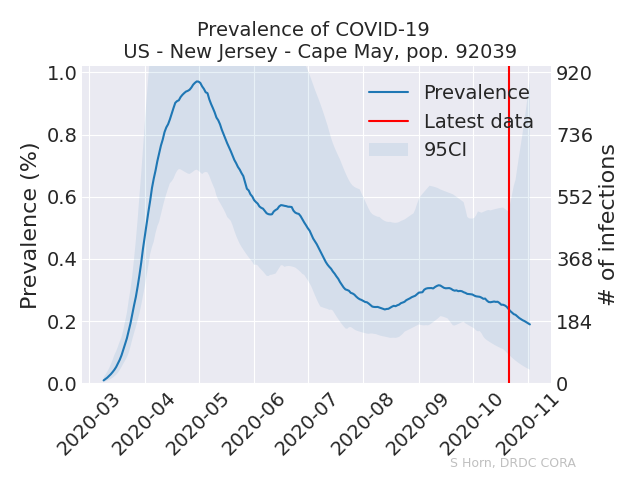 Prevalence of COVID-19
US - New Jersey - Cape May, pop. 92039
Prevalence (%)
1.0
0.8
0.6
0.4
0.2
0.0
Prevalence
Latest data
95CI
920
736
552
368
184
0
# of infections
2020-03
2020-04
2020-05
2020-06
2020-07
2020-08
2020-09
2020-10
2020-11
S Horn, DRDC CORA